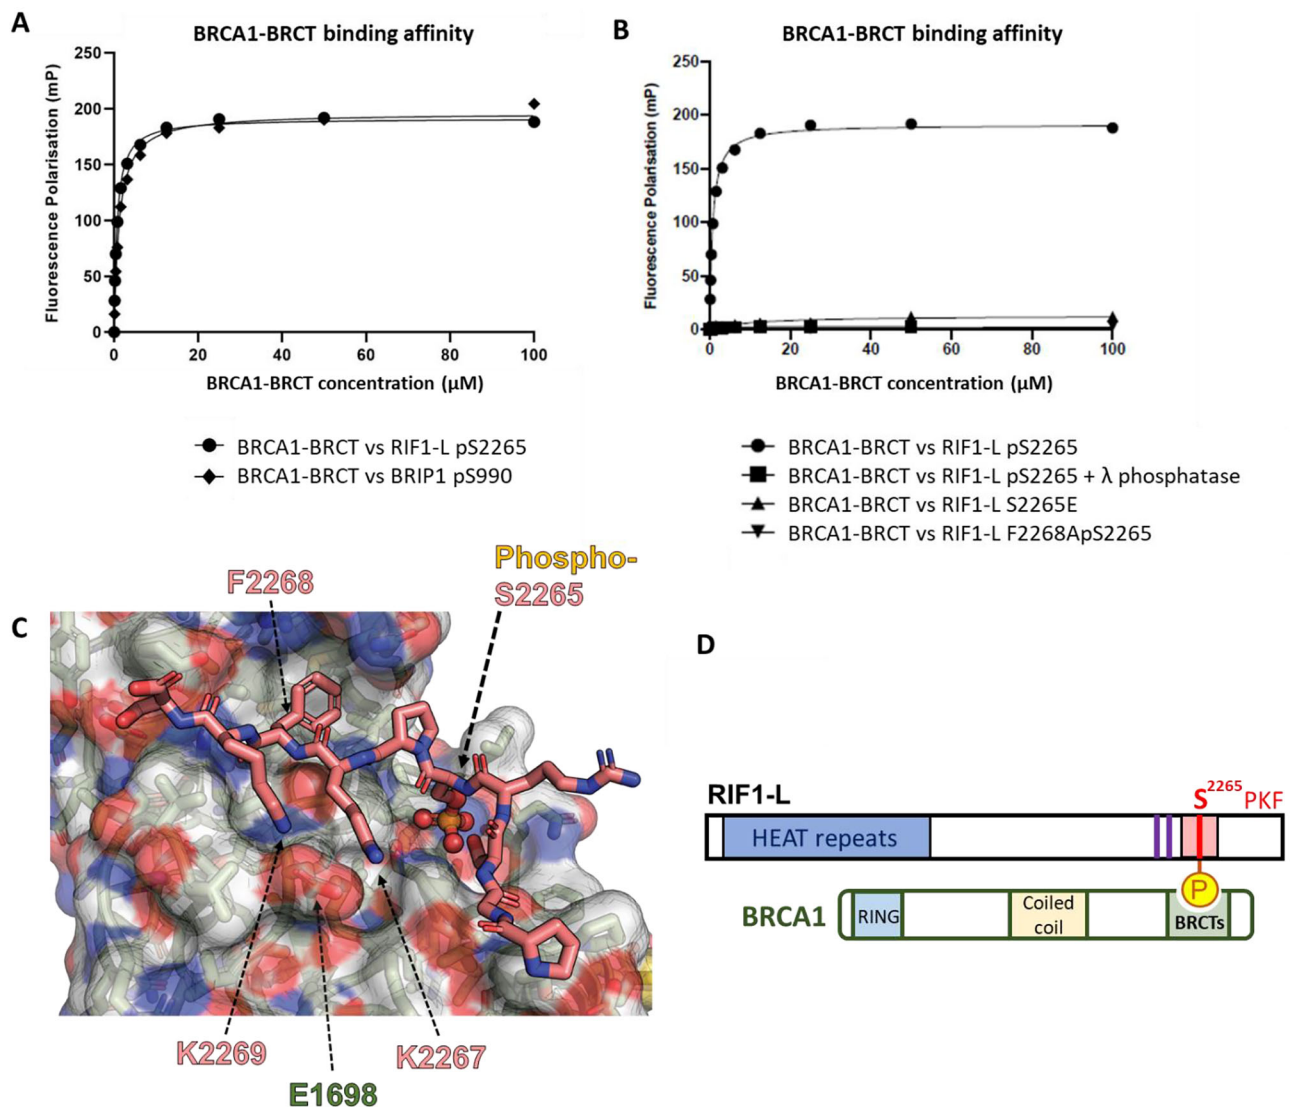 A
BRCA1-BRCT binding affinity
Fluorescence Polarisation (mP)
250
200
150
100
50
0
0 20 40 60 80 100
BRCA1-BRCT concentration (µM)
BRCA1-BRCT vs RIF1-L pS2265
BRCA1-BRCT vs BRIP1 pS990
B
BRCA1-BRCT binding affinity
Fluorescence Polarisation (mP)
250
200
150
100
50
0
0 20 40 60 80 100
BRCA1-BRCT concentration (µM)
BRCA1-BRCT vs RIF1-L pS2265
BRCA1-BRCT vs RIF1-L pS2265 + λ phosphatase
BRCA1-BRCT vs RIF1-L S2265E
BRCA1-BRCT vs RIF1-L F2268ApS2265
C
F2268
Phospho-
S2265
K2269
E1698
K2267
D
RIF1-L
S²²⁶⁵PKF
HEAT repeats
P
BRCA1
RING
Coiled
coil
BRCTs